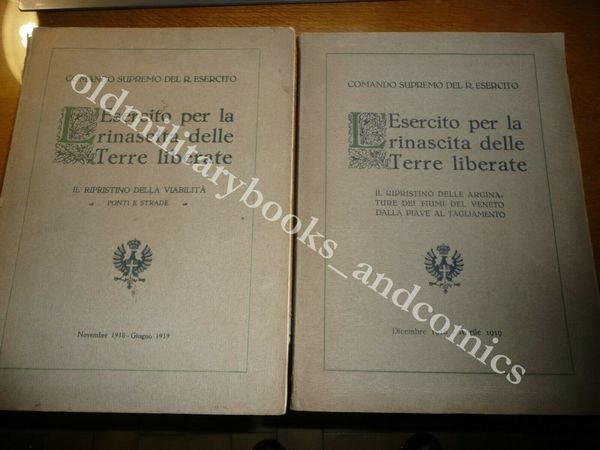 COMANDO SUPREMO DEL R. ESERCITO
L'Esercito per la
rinascita delle
Terre liberate
IL RIPRISTINO DELLA VIABILITÀ
PONTI E STRADE
Novembre 1918 - Giugno 1919
COMANDO SUPREMO DEL R. ESERCITO
L'Esercito per la
rinascita delle
Terre liberate
IL RIPRISTINO DELLE ARGINA-
TURE DEI FIUMI DEL VENETO
DALLA PIAVE AL TAGLIAMENTO
Dicembre 1919
oldmilitarybooks_andcomics